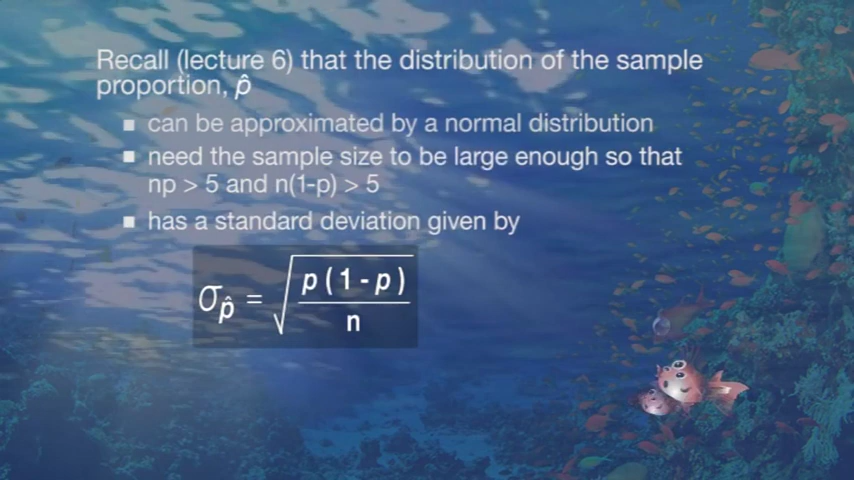 Recall (lecture 6) that the distribution of the sample
proportion, p̂
▪ can be approximated by a normal distribution
▪ need the sample size to be large enough so that
np > 5 and n(1-p) > 5
▪ has a standard deviation given by
σp̂ = √(p(1-p)/n)